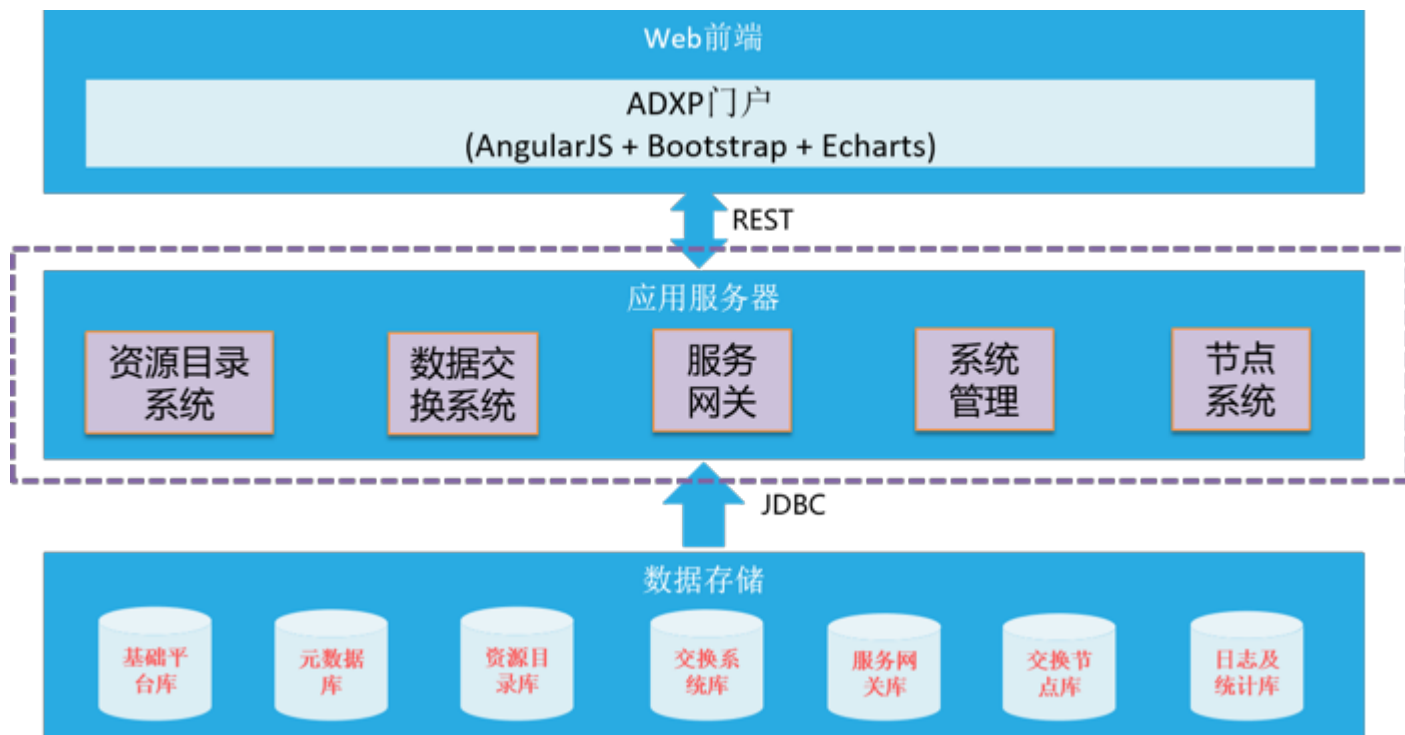 Web前端
ADXP门户
(AngularJS + Bootstrap + Echarts)
REST
应用服务器
资源目录
系统
数据交
换系统
服务
网关
系统
管理
节点
系统
JDBC
数据存储
基础平
台库
元数据
库
资源目
录库
交换系
统库
服务网
关库
交换节
点库
日志及
统计库